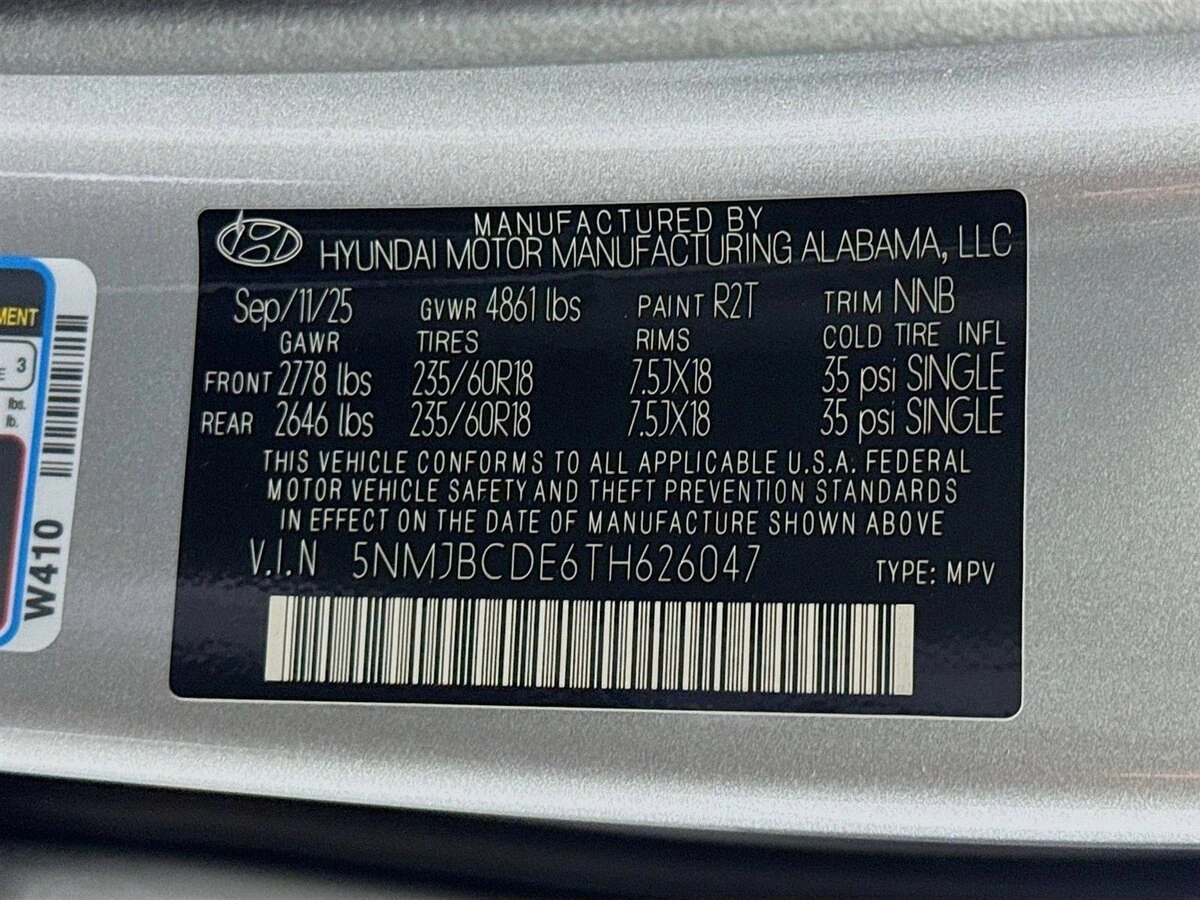 MANUFACTURED BY
HYUNDAI MOTOR MANUFACTURING ALABAMA, LLC
Sep/11/25 GVWR 4861 lbs PAINT R2T TRIM NNB
GAWR TIRES RIMS COLD TIRE INFL
FRONT 2778 lbs 235/60R18 7.5JX18 35 psi SINGLE
REAR 2646 lbs 235/60R18 7.5JX18 35 psi SINGLE
THIS VEHICLE CONFORMS TO ALL APPLICABLE U.S.A. FEDERAL
MOTOR VEHICLE SAFETY AND THEFT PREVENTION STANDARDS
IN EFFECT ON THE DATE OF MANUFACTURE SHOWN ABOVE
V.I.N 5NMJBCDE6TH626047 TYPE: MPV
MENT
3
lbs.
lb.
W410